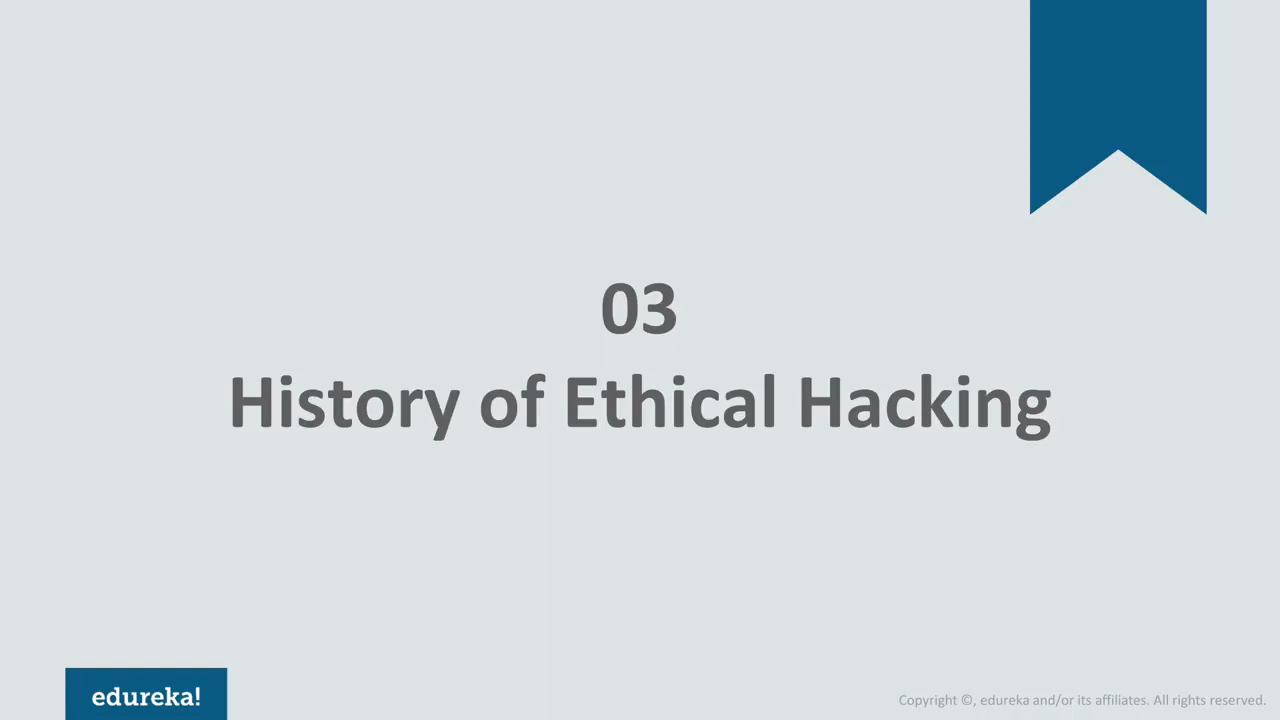 03
History of Ethical Hacking
edureka!
Copyright ©, edureka and/or its affiliates. All rights reserved.